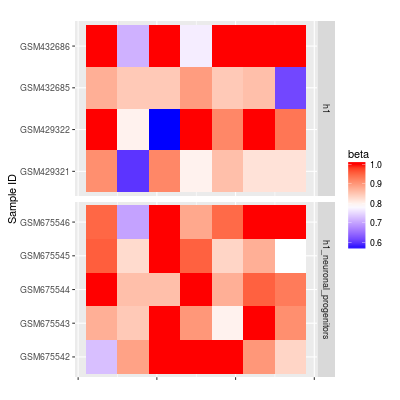 GSM432686
GSM432685
GSM429322
GSM429321
h1
GSM675546
GSM675545
GSM675544
GSM675543
GSM675542
h1_neuronal_progenitors
Sample ID
beta
1.0
0.9
0.8
0.7
0.6